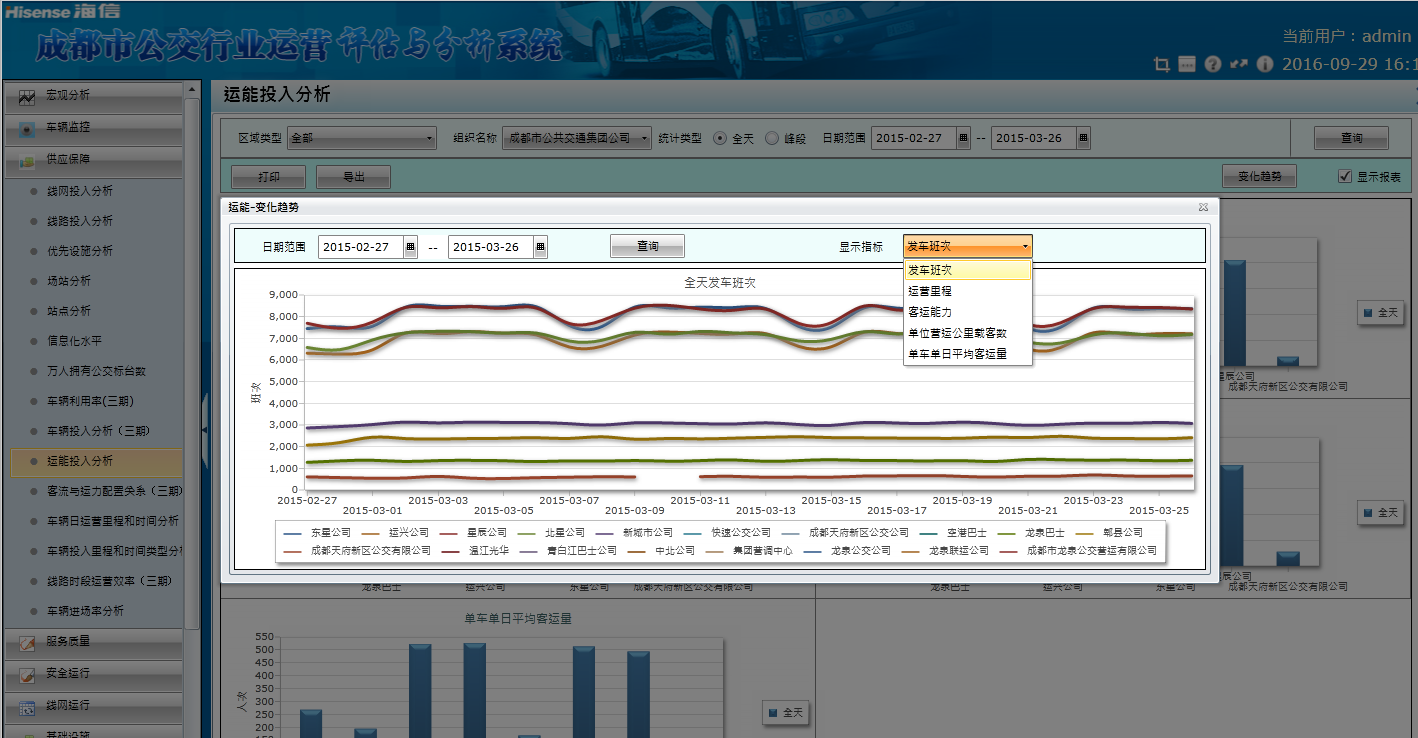 Hisense 海信
成都市公交行业运营评估与分析系统
当前用户：admin
2016-09-29 16:1
宏观分析
车辆监控
供应保障
线网投入分析
线路投入分析
优先设施分析
场站分析
站点分析
信息化水平
万人拥有公交标台数
车辆利用率(三期)
车辆投入分析（三期）
运能投入分析
客流与运力配置关系（三期)
车辆日运营里程和时间分析
车辆投入里程和时间类型分析
线路时段运营效率（三期）
车辆进场率分析
服务质量
安全运行
线网运行
基础设施
运能投入分析
区域类型 全部 组织名称 成都市公共交通集团公司 统计类型 全天 峰段 日期范围 2015-02-27 -- 2015-03-26 查询
打印 导出 变化趋势 显示报表
运能-变化趋势
日期范围 2015-02-27 -- 2015-03-26 查询 显示指标 发车班次
发车班次
运营里程
客运能力
单位营运公里载客数
单车单日平均客运量
全天发车班次
班次
9,000
8,000
7,000
6,000
5,000
4,000
3,000
2,000
1,000
0
2015-02-27 2015-03-03 2015-03-07 2015-03-11 2015-03-15 2015-03-19 2015-03-23
2015-03-01 2015-03-05 2015-03-09 2015-03-13 2015-03-17 2015-03-21 2015-03-25
东星公司 运兴公司 星辰公司 北星公司 新城市公司 快速公交公司 成都天府新区公交公司 空港巴士 龙泉巴士 郫县公司
成都天府新区公交有限公司 温江光华 青白江巴士公司 中北公司 集团营调中心 龙泉公交公司 龙泉联运公司 成都市龙泉公交营运有限公司
全天
星辰公司
成都天府新区公交有限公司
全天
星辰公司
龙泉巴士 运兴公司 东星公司 成都天府新区公交有限公司
龙泉巴士 运兴公司 东星公司 成都天府新区公交有限公司
单车单日平均客运量
人次
550
500
450
400
350
300
250
200
150
全天